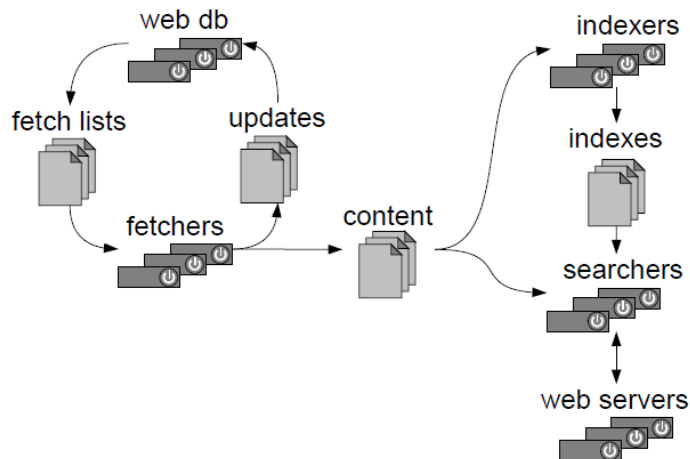 web db
indexers
fetch lists
updates
indexes
fetchers
content
searchers
web servers